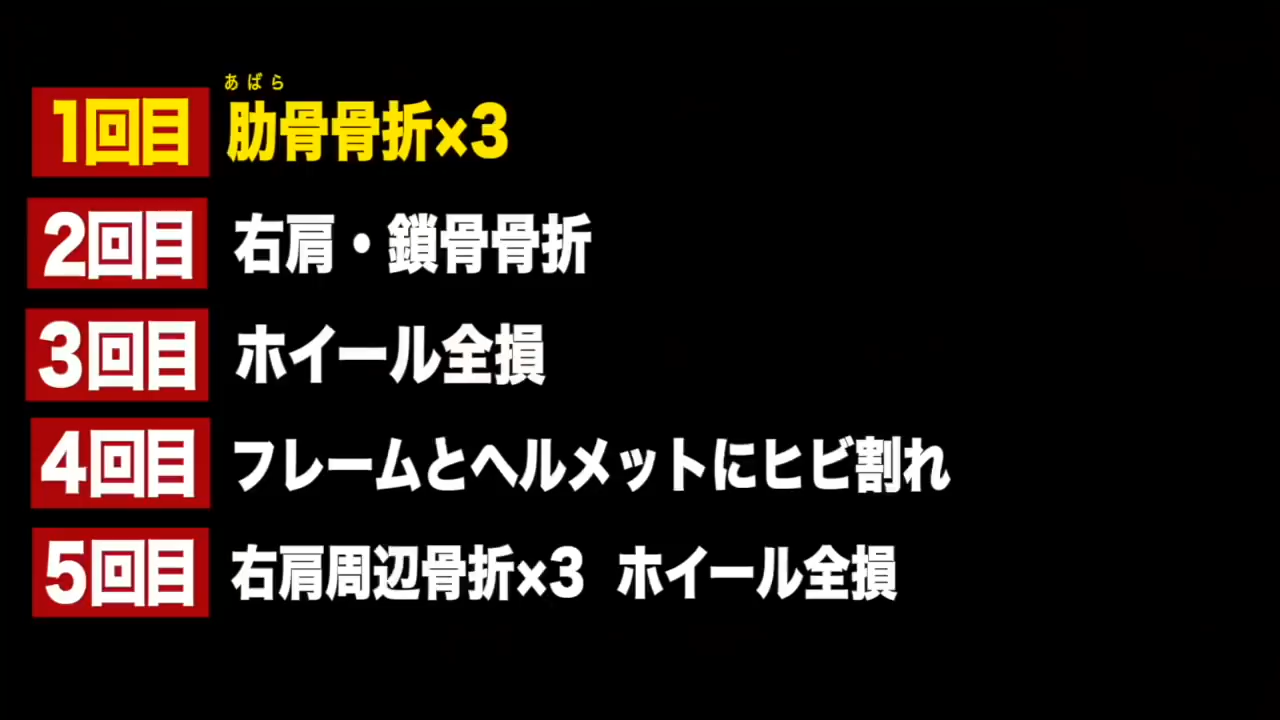 あばら
1回目 肋骨骨折×3
2回目 右肩・鎖骨骨折
3回目 ホイール全損
4回目 フレームとヘルメットにヒビ割れ
5回目 右肩周辺骨折×3 ホイール全損